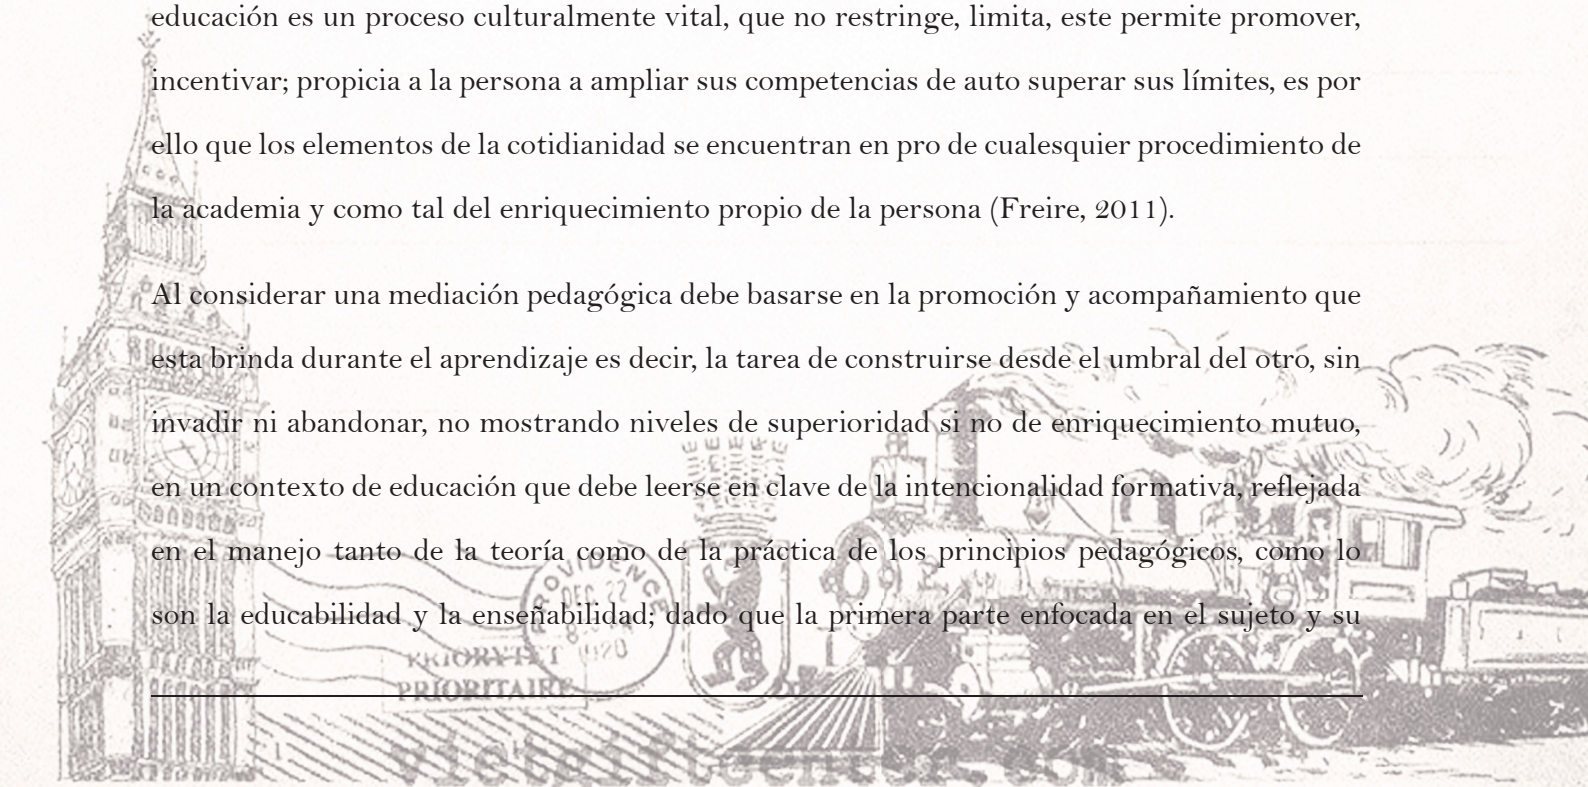 educación es un proceso culturalmente vital, que no restringe, limita, este permite promover,
incentivar; propicia a la persona a ampliar sus competencias de auto superar sus límites, es por
ello que los elementos de la cotidianidad se encuentran en pro de cualesquier procedimiento de
la academia y como tal del enriquecimiento propio de la persona (Freire, 2011).
Al considerar una mediación pedagógica debe basarse en la promoción y acompañamiento que
esta brinda durante el aprendizaje es decir, la tarea de construirse desde el umbral del otro, sin
invadir ni abandonar, no mostrando niveles de superioridad si no de enriquecimiento mutuo,
en un contexto de educación que debe leerse en clave de la intencionalidad formativa, reflejada
en el manejo tanto de la teoría como de la práctica de los principios pedagógicos, como lo
son la educabilidad y la enseñabilidad; dado que la primera parte enfocada en el sujeto y su
PROVIDENC
DEC 22
1920
PRIORYTET
PRIORITAIRE